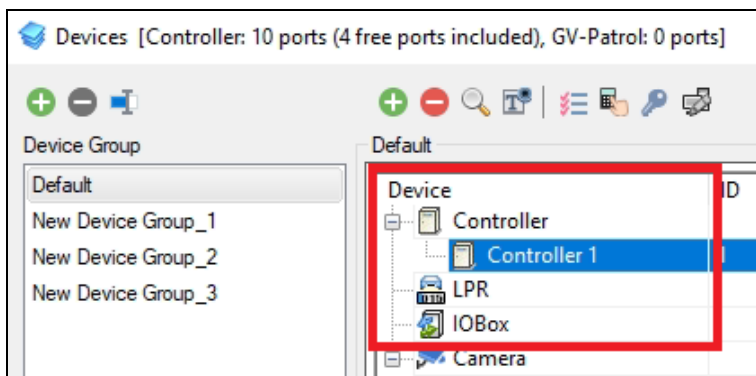 Devices [Controller: 10 ports (4 free ports included), GV-Patrol: 0 ports]
Device Group
Default
New Device Group_1
New Device Group_2
New Device Group_3
Default
Device ID
Controller
Controller 1 1
LPR
IOBox
Camera